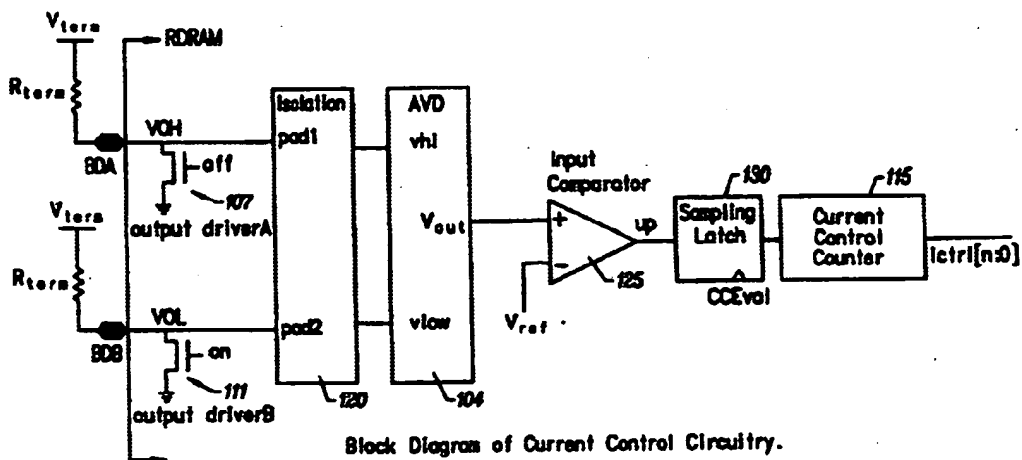 Vterm
RDRAM
Rterm
VOH
BDA
off
107
output driverA
Isolation
pad1
AVD
vhi
Input
Comparator
130
115
Vterm
Vout
+
up
Sampling
Latch
Current
Control
Counter
ictrl[n:0]
Rterm
-
125
CCEval
VOL
BDB
pad2
vlow
Vref
on
111
output driverB
120
104
Block Diagram of Current Control Circuitry.